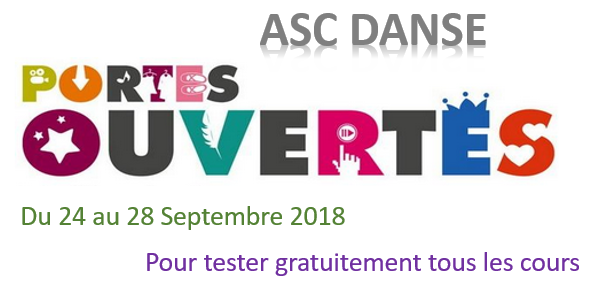 ASC DANSE
PORTES
OUVERTES
Du 24 au 28 Septembre 2018
Pour tester gratuitement tous les cours